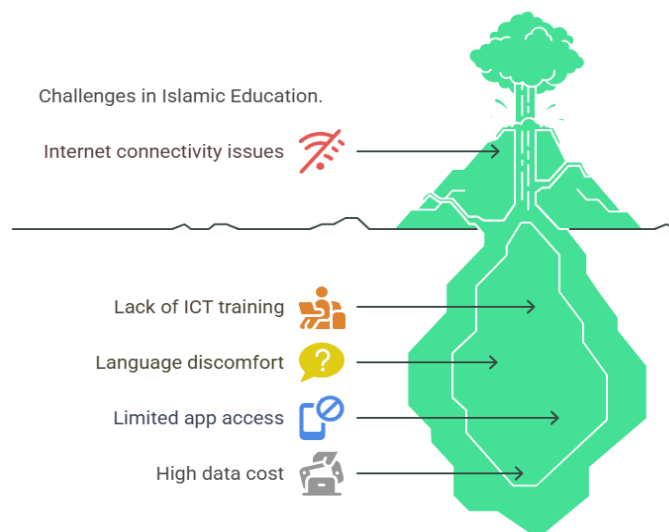 Challenges in Islamic Education.
Internet connectivity issues
Lack of ICT training
Language discomfort
?
Limited app access
High data cost